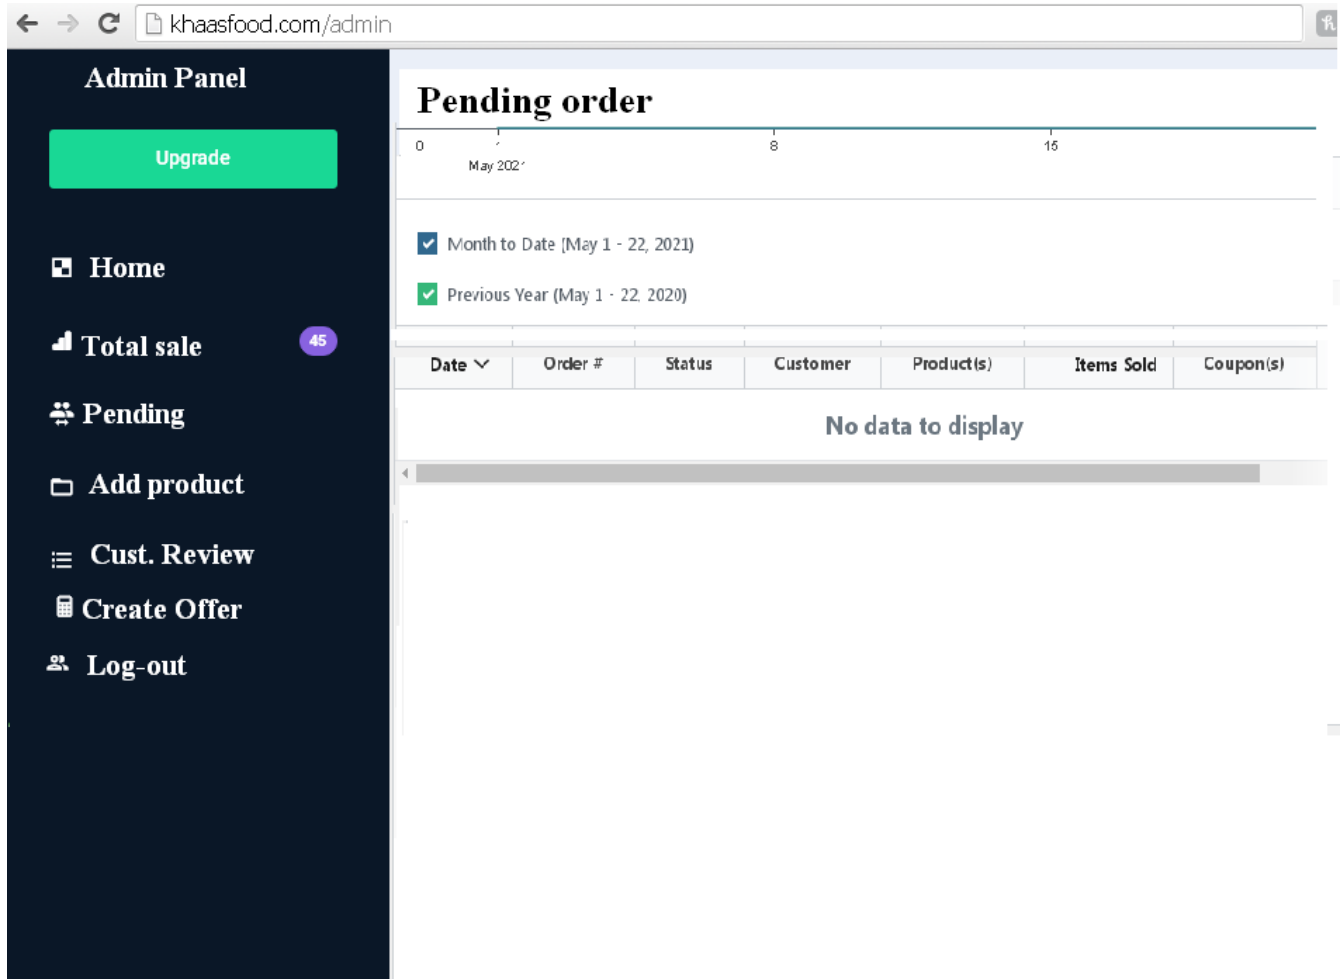 khaasfood.com/admin
Admin Panel
Upgrade
Home
Total sale 45
Pending
Add product
Cust. Review
Create Offer
Log-out
Pending order
0 8 15
May 2021
Month to Date (May 1 - 22, 2021)
Previous Year (May 1 - 22, 2020)
Date Order # Status Customer Product(s) Items Sold Coupon(s)
No data to display